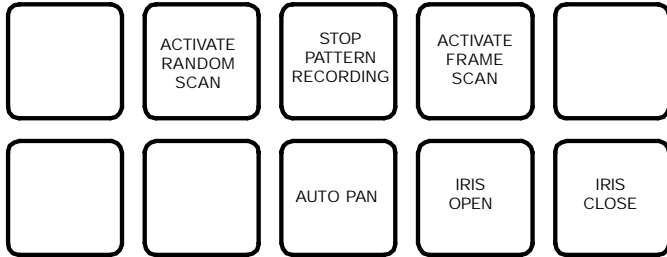 ACTIVATE
RANDOM
SCAN
STOP
PATTERN
RECORDING
ACTIVATE
FRAME
SCAN
AUTO PAN
IRIS
OPEN
IRIS
CLOSE